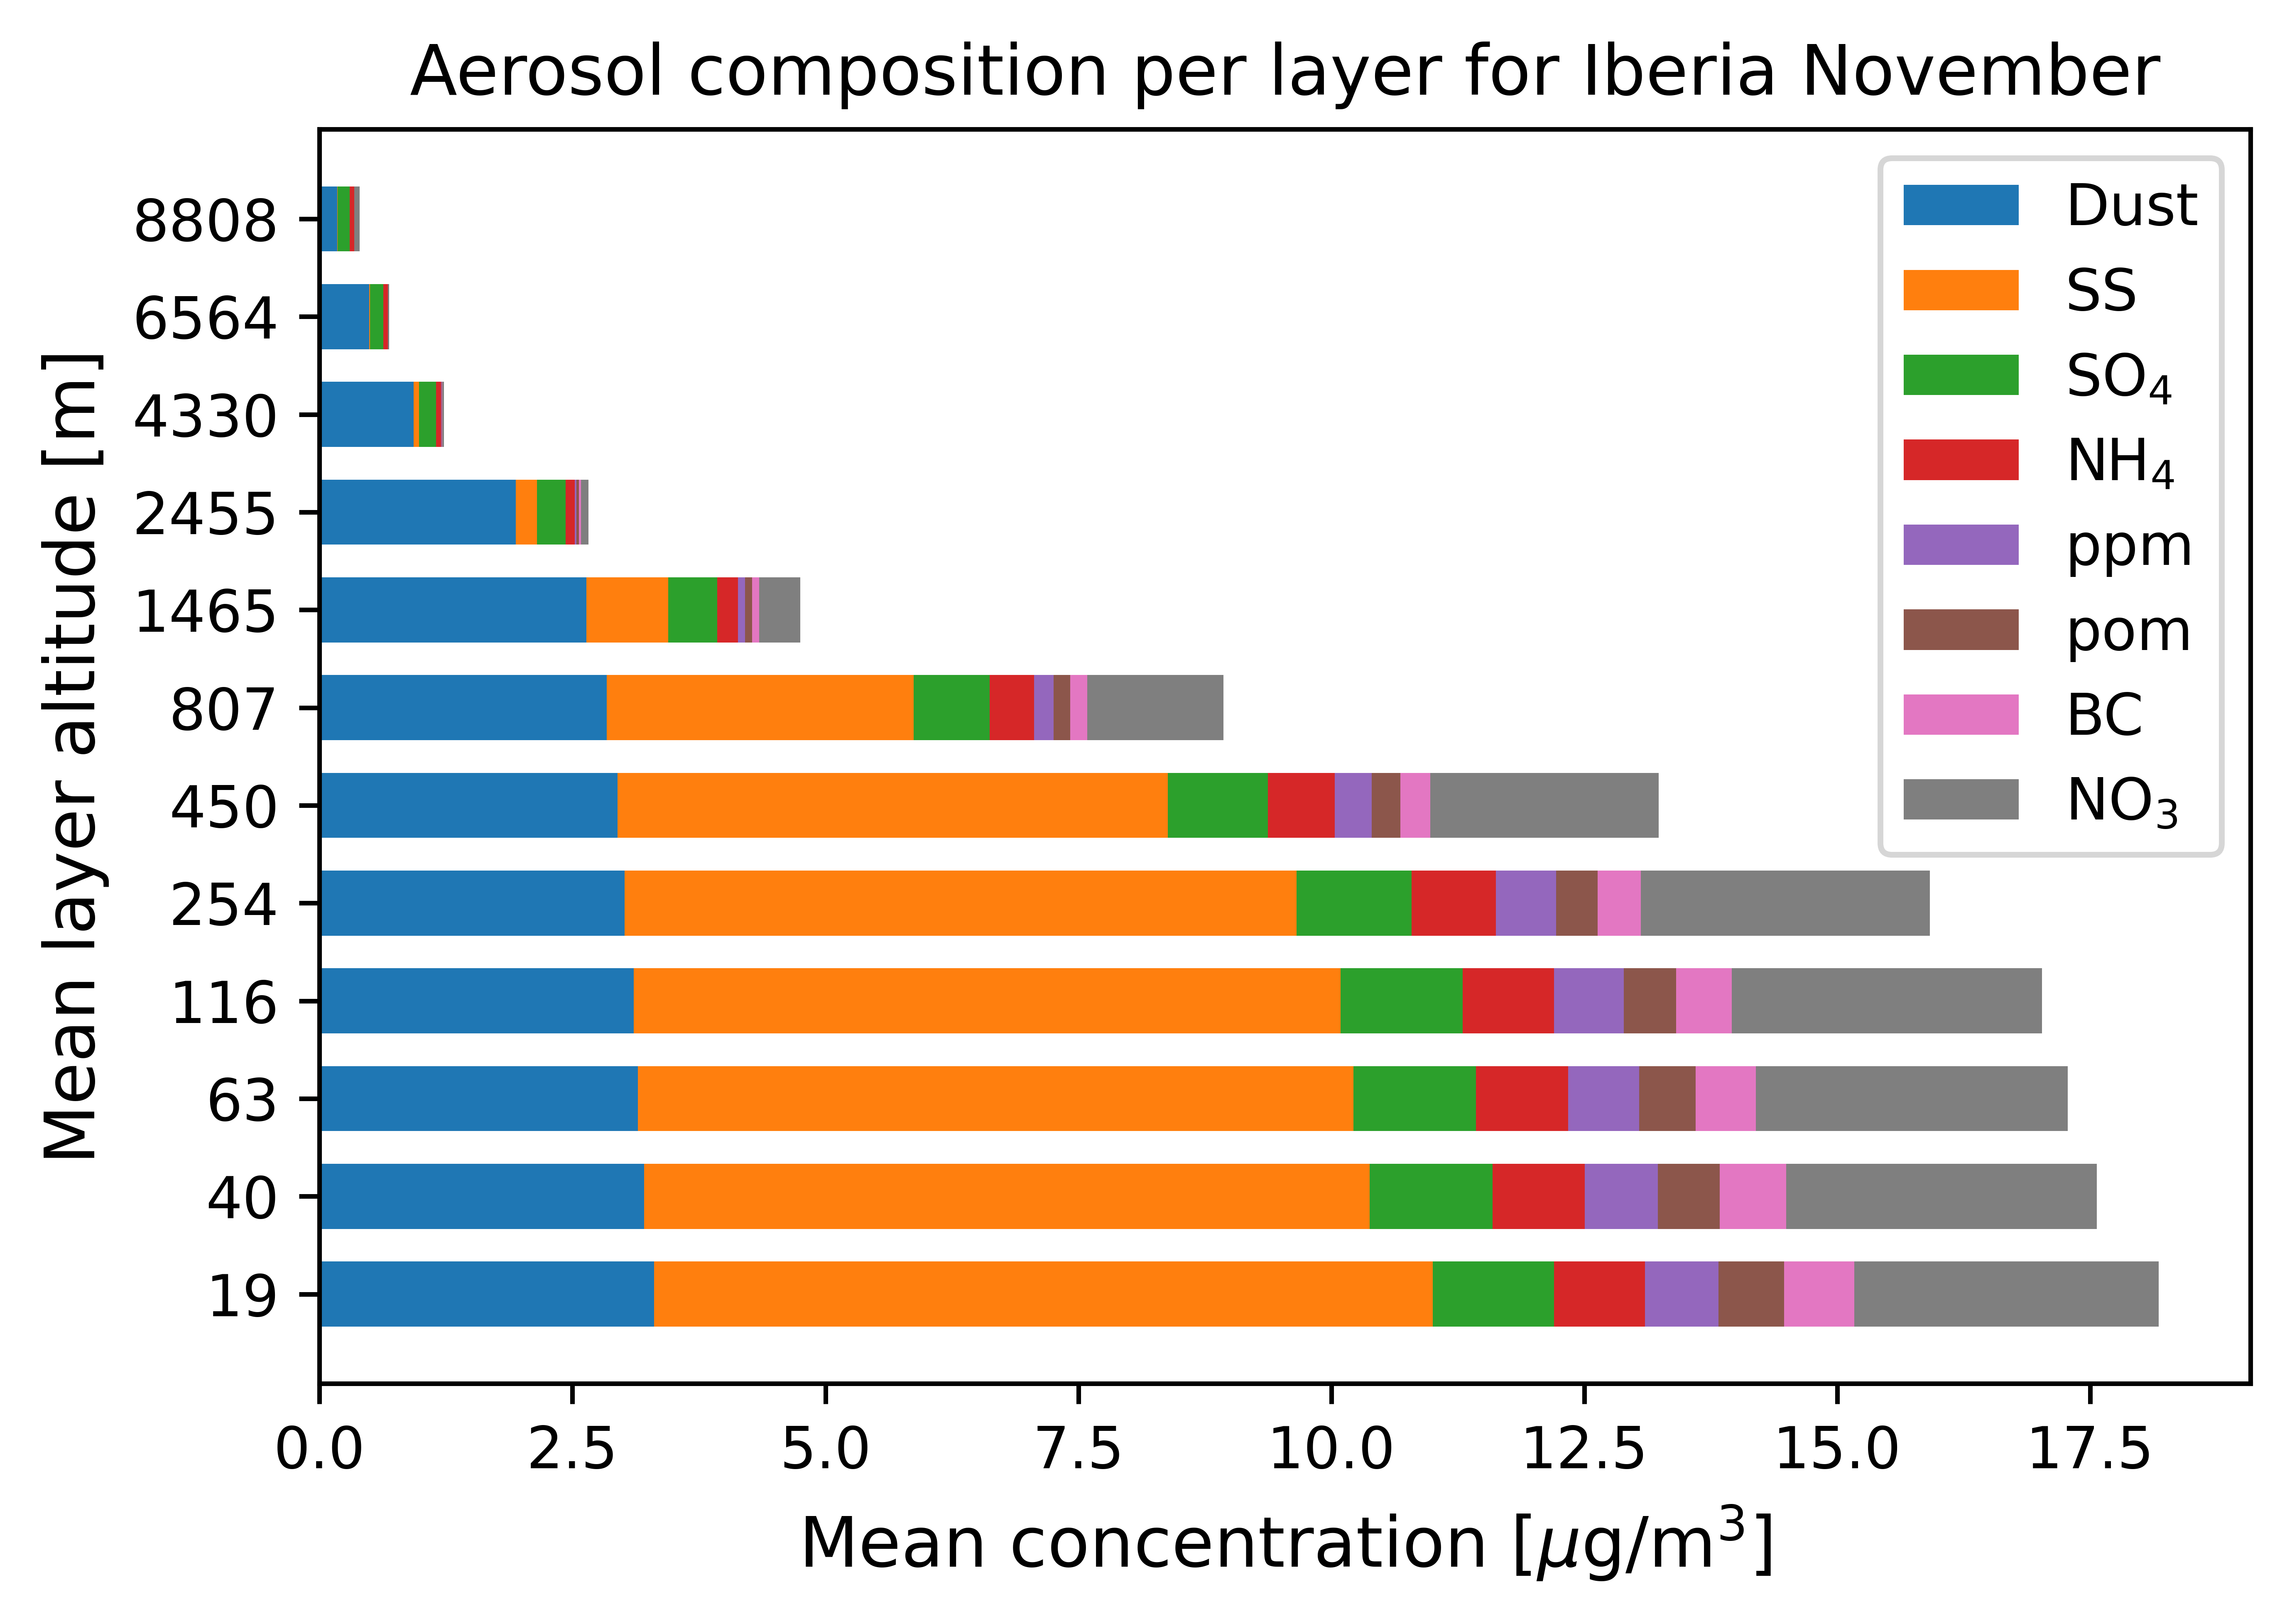 Aerosol composition per layer for Iberia November
Mean layer altitude [m]
8808
6564
4330
2455
1465
807
450
254
116
63
40
19
Dust
SS
SO₄
NH₄
ppm
pom
BC
NO₃
0.0 2.5 5.0 7.5 10.0 12.5 15.0 17.5
Mean concentration [μg/m³]